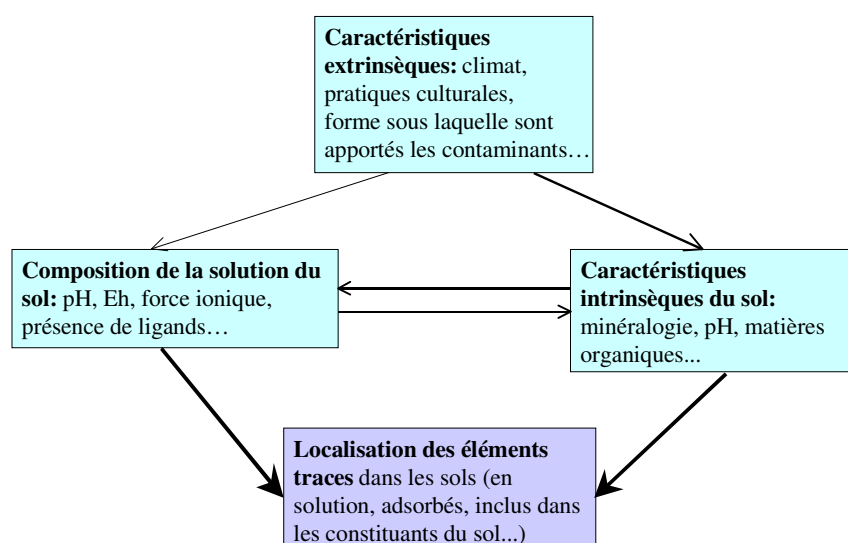 Caractéristiques
extrinsèques: climat,
pratiques culturales,
forme sous laquelle sont
apportés les contaminants…
Composition de la solution du
sol: pH, Eh, force ionique,
présence de ligands…
Caractéristiques
intrinsèques du sol:
minéralogie, pH, matières
organiques...
Localisation des éléments
traces dans les sols (en
solution, adsorbés, inclus dans
les constituants du sol...)